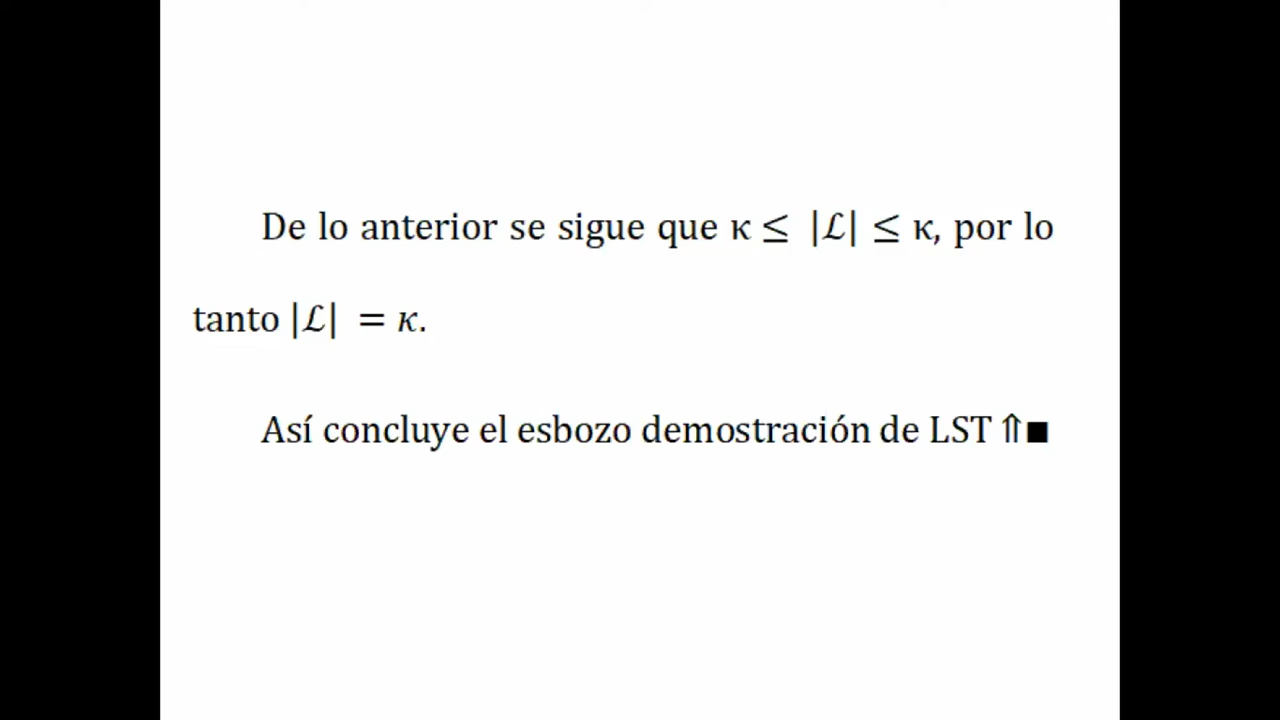 De lo anterior se sigue que κ ≤ |ℒ| ≤ κ, por lo
tanto |ℒ| = κ.
Así concluye el esbozo demostración de LST ⇑■